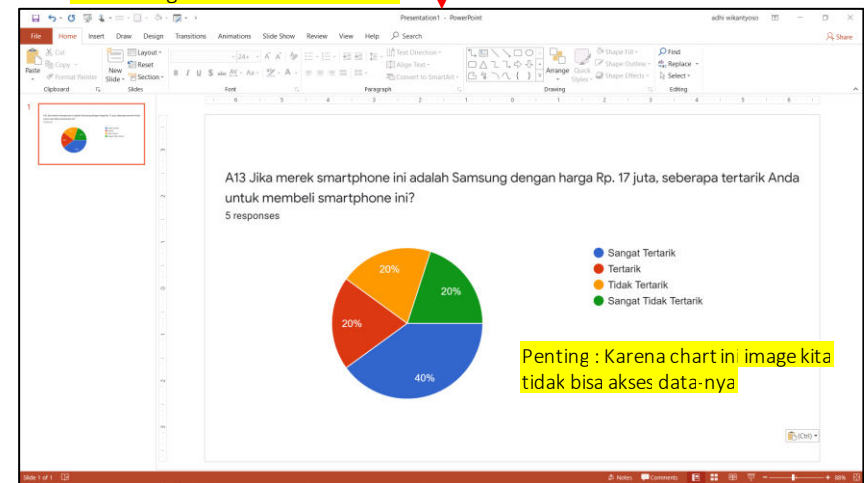 Presentation1 - PowerPoint
adhi wikantyoso
File Home Insert Draw Design Transitions Animations Slide Show Review View Help Search Share
Cut
Copy
Format Painter
Paste
Clipboard
New Slide
Layout
Reset
Section
Slides
24+
B I U S
Font
Paragraph
Text Direction
Align Text
Convert to SmartArt
Arrange
Quick Styles
Shape Fill
Shape Outline
Shape Effects
Drawing
Find
Replace
Select
Editing
1
A13 Jika merek smartphone ini adalah Samsung dengan harga Rp. 17 juta, seberapa tertarik Anda
untuk membeli smartphone ini?
5 responses
20%
20%
20%
40%
Sangat Tertarik
Tertarik
Tidak Tertarik
Sangat Tidak Tertarik
Penting : Karena chart ini image kita
tidak bisa akses data-nya
(Ctrl)
Slide 1 of 1
Notes
Comments
88%